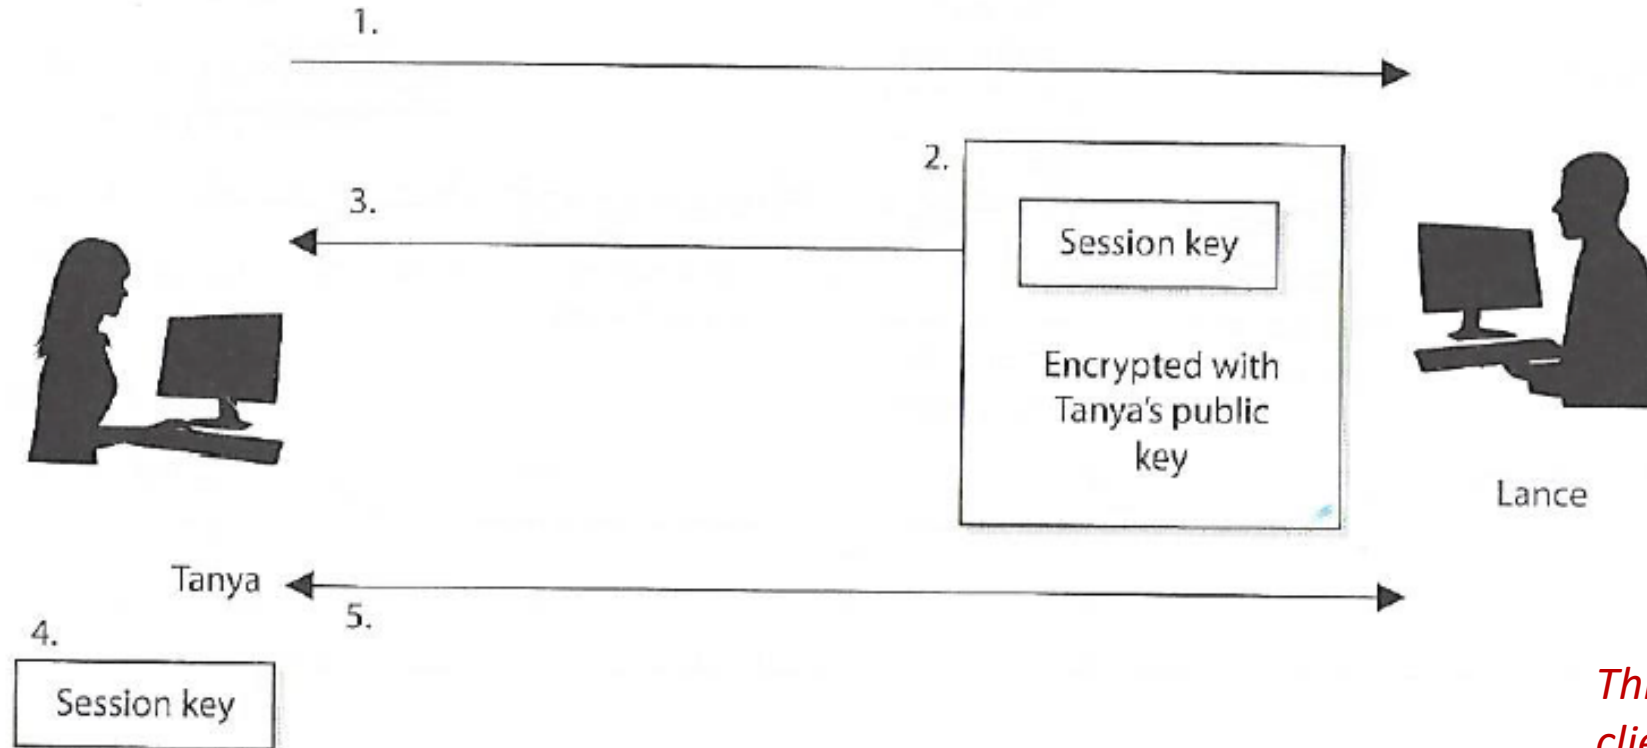 1.
2.
3.
Session key
Encrypted with
Tanya's public
key
Lance
Tanya
5.
4.
Session key